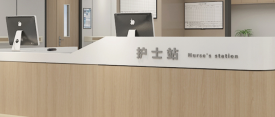 护士站 Nurse's station